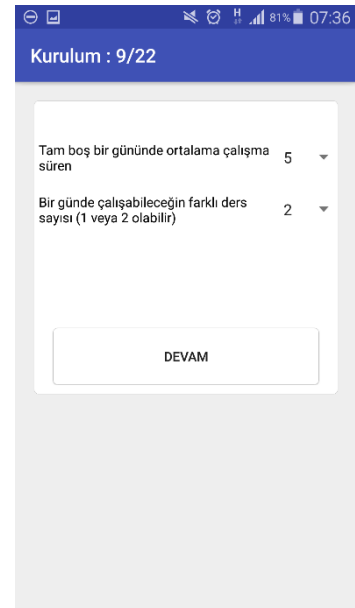 H 81% 07:36
Kurulum : 9/22
Tam boş bir gününde ortalama çalışma
süren
5
Bir günde çalışabileceğin farklı ders
sayısı (1 veya 2 olabilir)
2
DEVAM